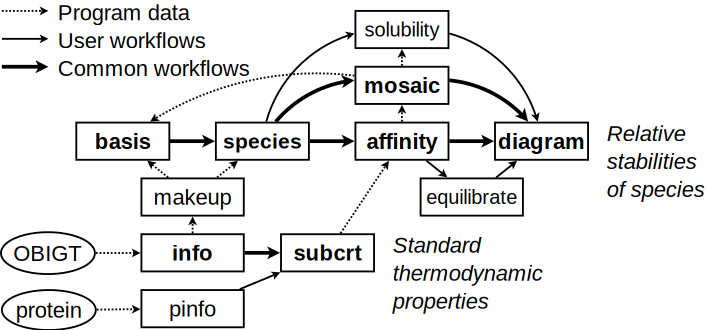 Program data
User workflows
Common workflows
solubility
mosaic
basis
species
affinity
diagram
Relative
stabilities
of species
makeup
equilibrate
OBIGT
info
subcrt
Standard
thermodynamic
properties
protein
pinfo